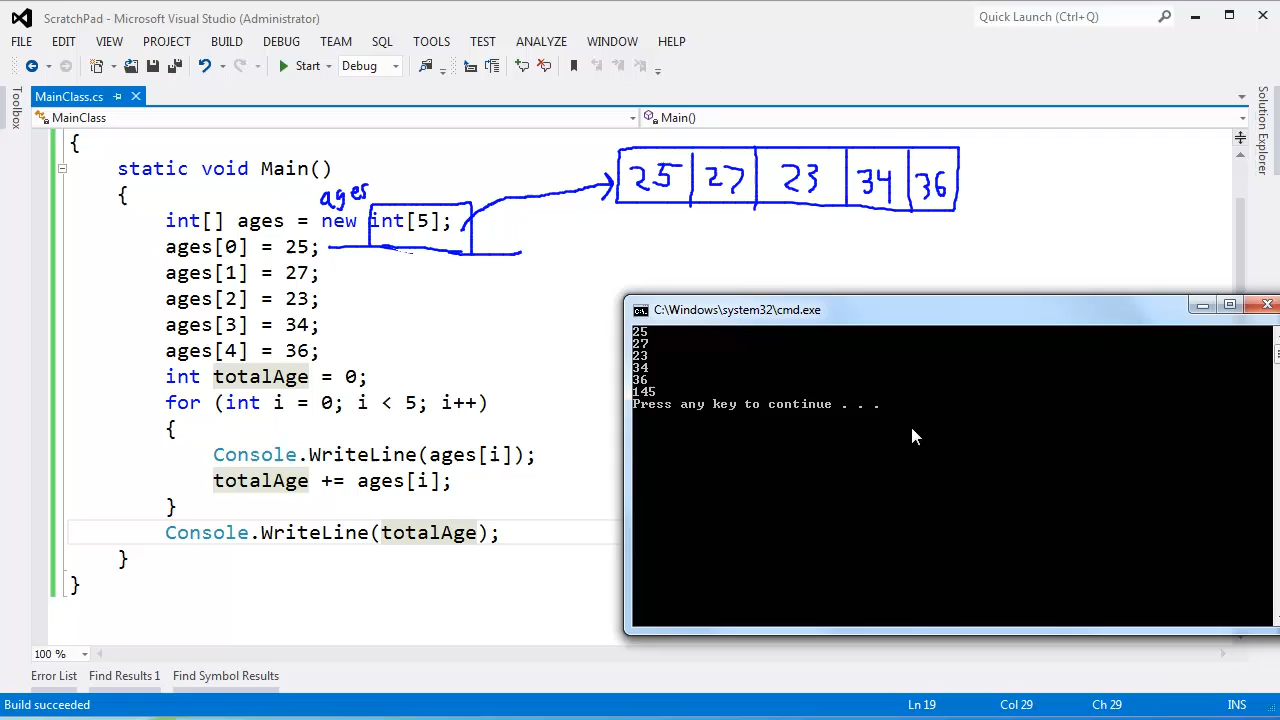 ScratchPad - Microsoft Visual Studio (Administrator)
Quick Launch (Ctrl+Q)
FILE EDIT VIEW PROJECT BUILD DEBUG TEAM SQL TOOLS TEST ANALYZE WINDOW HELP
Start Debug
MainClass.cs
MainClass Main()
Toolbox
Solution Explorer
{
static void Main()
{
ages
int[] ages = new int[5];
ages[0] = 25;
ages[1] = 27;
ages[2] = 23;
ages[3] = 34;
ages[4] = 36;
int totalAge = 0;
for (int i = 0; i < 5; i++)
{
Console.WriteLine(ages[i]);
totalAge += ages[i];
}
Console.WriteLine(totalAge);
}
}
25 27 23 34 36
C:\Windows\system32\cmd.exe
25
27
23
34
36
145
Press any key to continue . . .
100 %
Error List Find Results 1 Find Symbol Results
Build succeeded Ln 19 Col 29 Ch 29 INS